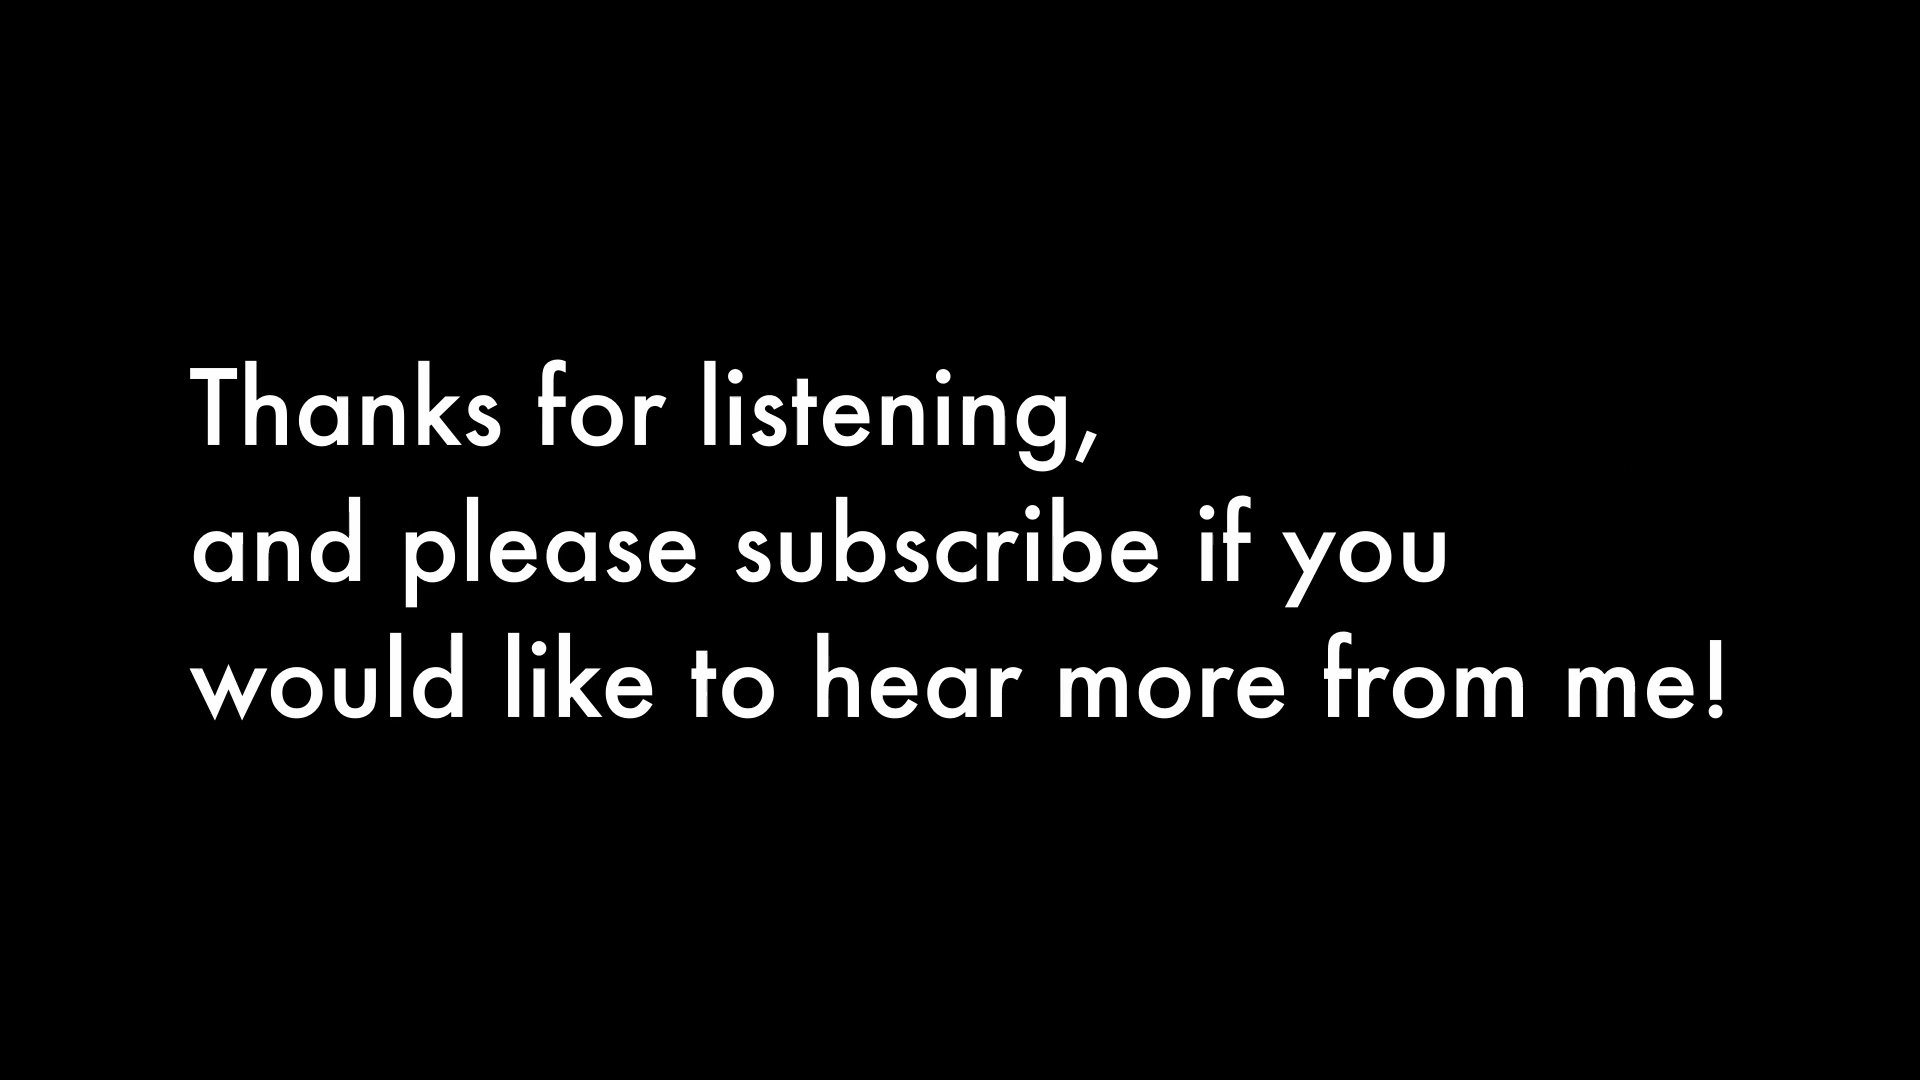 Thanks for listening,
and please subscribe if you
would like to hear more from me!